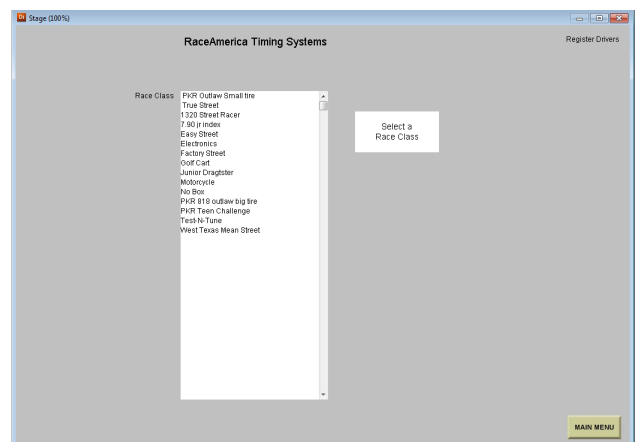 Di Stage (100%)
RaceAmerica Timing Systems
Register Drivers
Race Class
PKR Outlaw Small tire
True Street
1320 Street Racer
7.90 jr index
Easy Street
Electronics
Factory Street
Golf Cart
Junior Dragtster
Motorcycle
No Box
PKR 818 outlaw big tire
PKR Teen Challenge
Test-N-Tune
West Texas Mean Street
Select a
Race Class
MAIN MENU